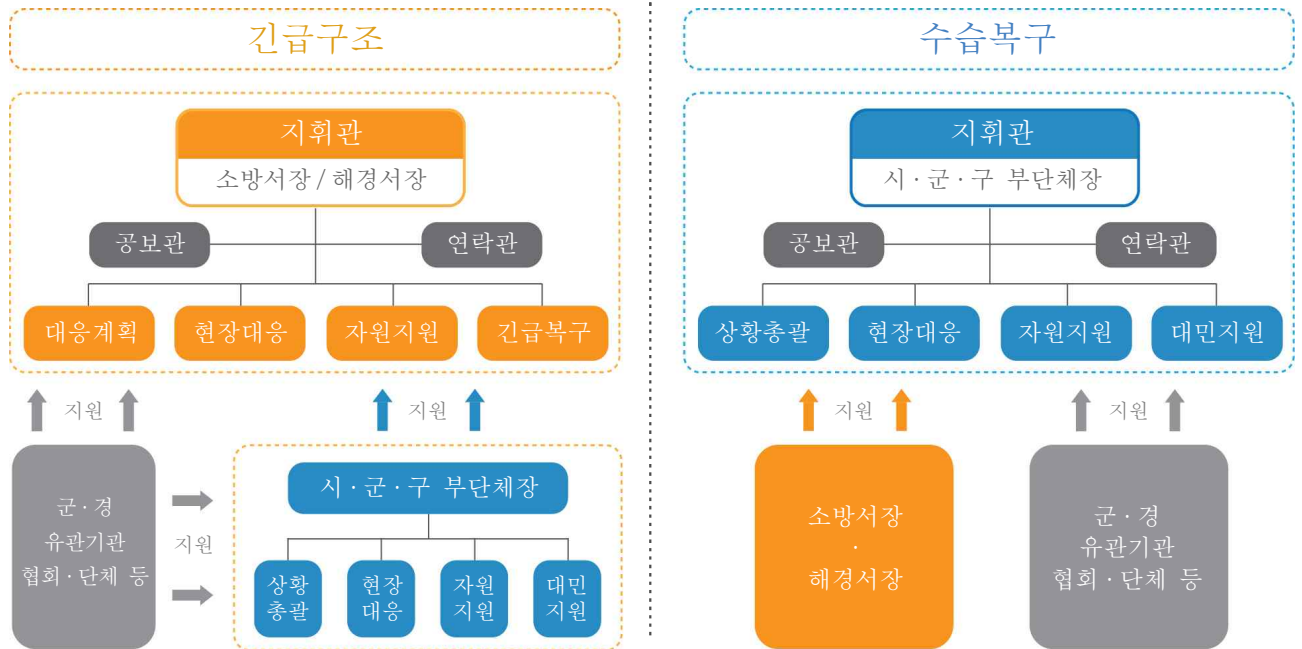 긴급구조
지휘관
소방서장 / 해경서장
공보관
연락관
대응계획
현장대응
자원지원
긴급복구
지원
지원
군 · 경
유관기관
협회 · 단체 등
지원
시 · 군 · 구 부단체장
상황
총괄
현장
대응
자원
지원
대민
지원
수습복구
지휘관
시 · 군 · 구 부단체장
공보관
연락관
상황총괄
현장대응
자원지원
대민지원
지원
지원
소방서장
·
해경서장
군 · 경
유관기관
협회 · 단체 등